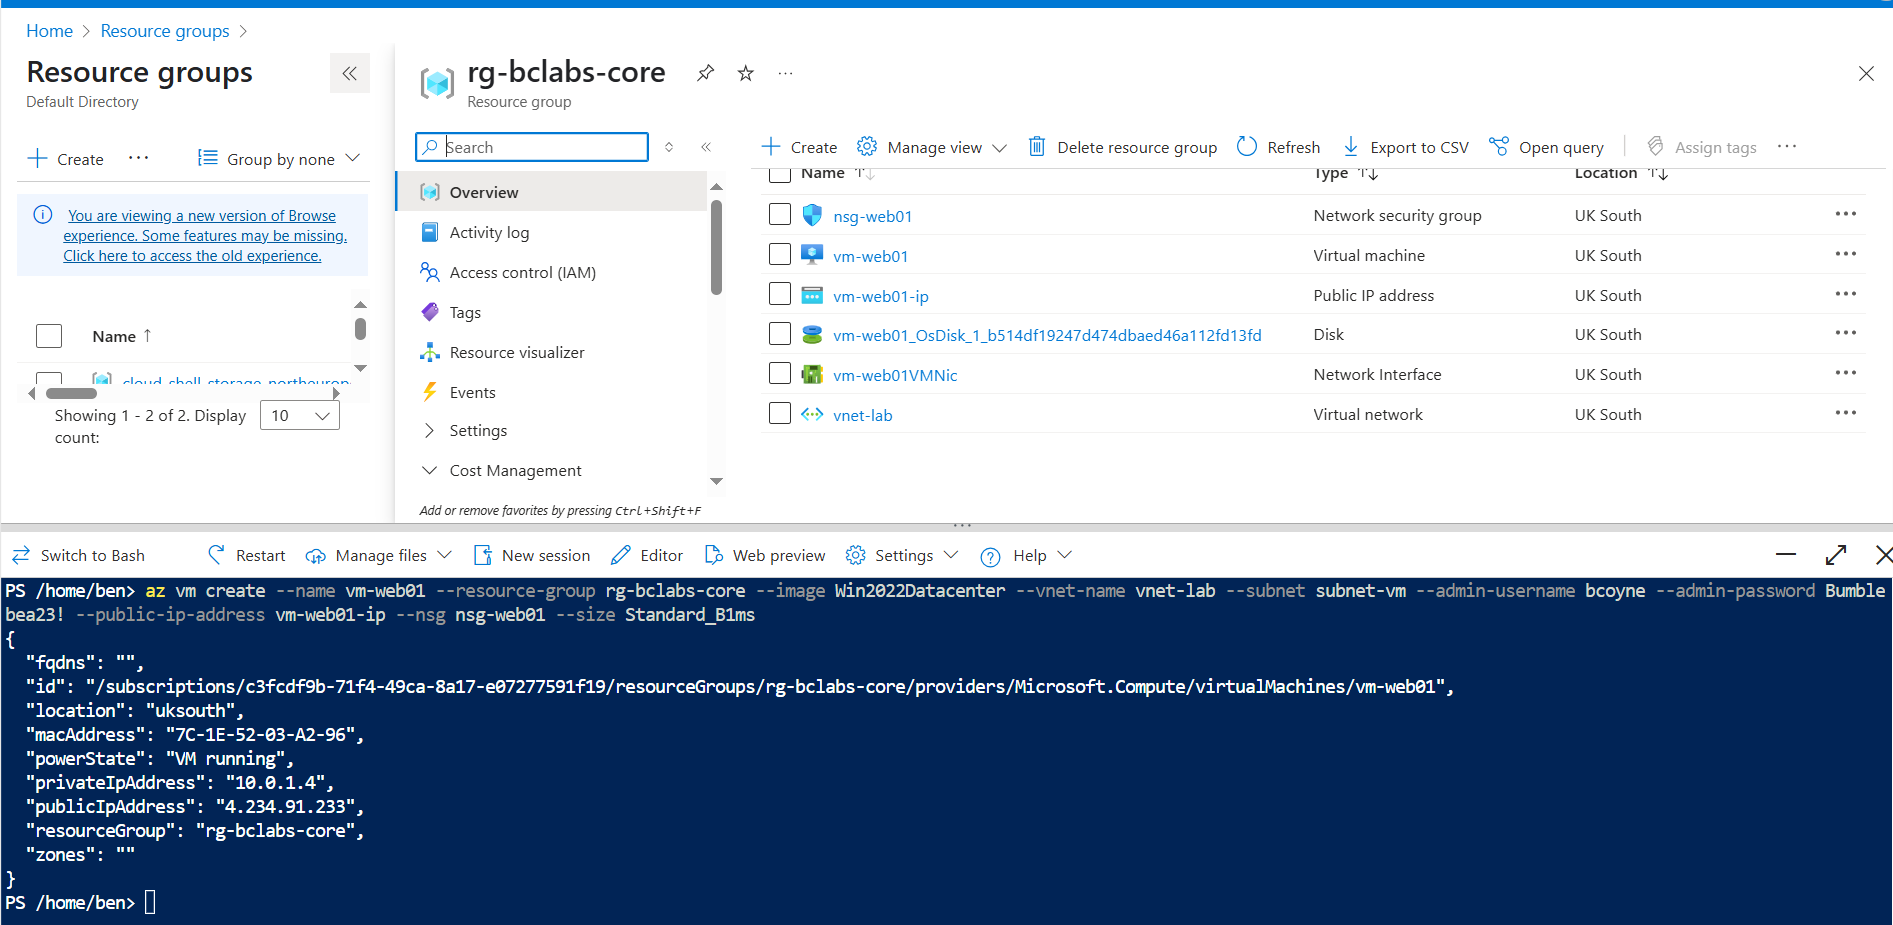 Home > Resource groups >
Resource groups
Default Directory
+ Create ··· Group by none
You are viewing a new version of Browse
experience. Some features may be missing.
Click here to access the old experience.
Name ↑
Showing 1 - 2 of 2. Display
count: 10
rg-bclabs-core ···
Resource group
Search
Overview
Activity log
Access control (IAM)
Tags
Resource visualizer
Events
Settings
Cost Management
Add or remove favorites by pressing Ctrl+Shift+F
+ Create Manage view Delete resource group Refresh Export to CSV Open query Assign tags ···
Name ↑↓ Type ↑↓ Location ↑↓
nsg-web01 Network security group UK South ···
vm-web01 Virtual machine UK South ···
vm-web01-ip Public IP address UK South ···
vm-web01_OsDisk_1_b514df19247d474dbaed46a112fd13fd Disk UK South ···
vm-web01VMNic Network Interface UK South ···
vnet-lab Virtual network UK South ···
Switch to Bash Restart Manage files New session Editor Web preview Settings Help
PS /home/ben> az vm create --name vm-web01 --resource-group rg-bclabs-core --image Win2022Datacenter --vnet-name vnet-lab --subnet subnet-vm --admin-username bcoyne --admin-password Bumble
bea23! --public-ip-address vm-web01-ip --nsg nsg-web01 --size Standard_B1ms
{
"fqdns": "",
"id": "/subscriptions/c3fcdf9b-71f4-49ca-8a17-e07277591f19/resourceGroups/rg-bclabs-core/providers/Microsoft.Compute/virtualMachines/vm-web01",
"location": "uksouth",
"macAddress": "7C-1E-52-03-A2-96",
"powerState": "VM running",
"privateIpAddress": "10.0.1.4",
"publicIpAddress": "4.234.91.233",
"resourceGroup": "rg-bclabs-core",
"zones": ""
}
PS /home/ben>